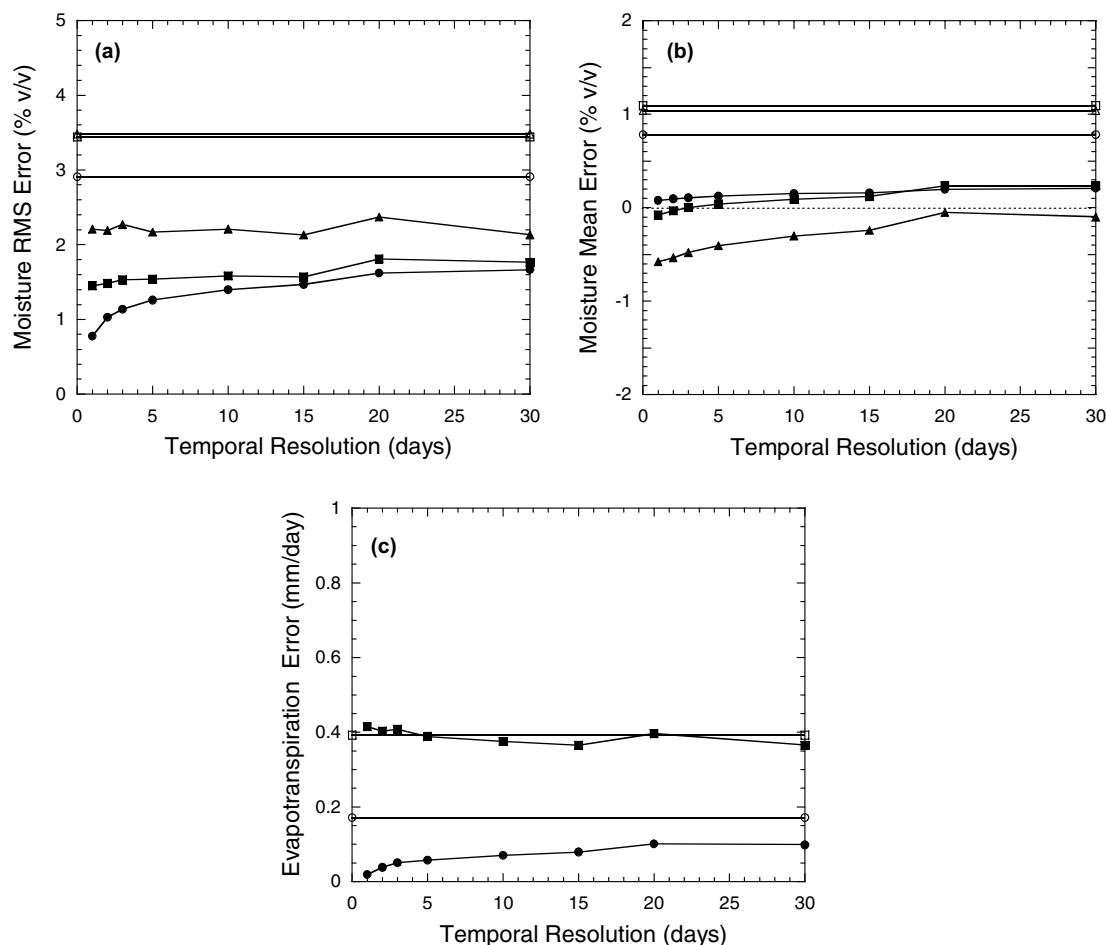 (a)
Moisture RMS Error (% v/v)
5
4
3
2
1
0
0 5 10 15 20 25 30
Temporal Resolution (days)
(b)
Moisture Mean Error (% v/v)
2
1
0
-1
-2
0 5 10 15 20 25 30
Temporal Resolution (days)
(c)
Evapotranspiration Error (mm/day)
1
0.8
0.6
0.4
0.2
0
0 5 10 15 20 25 30
Temporal Resolution (days)